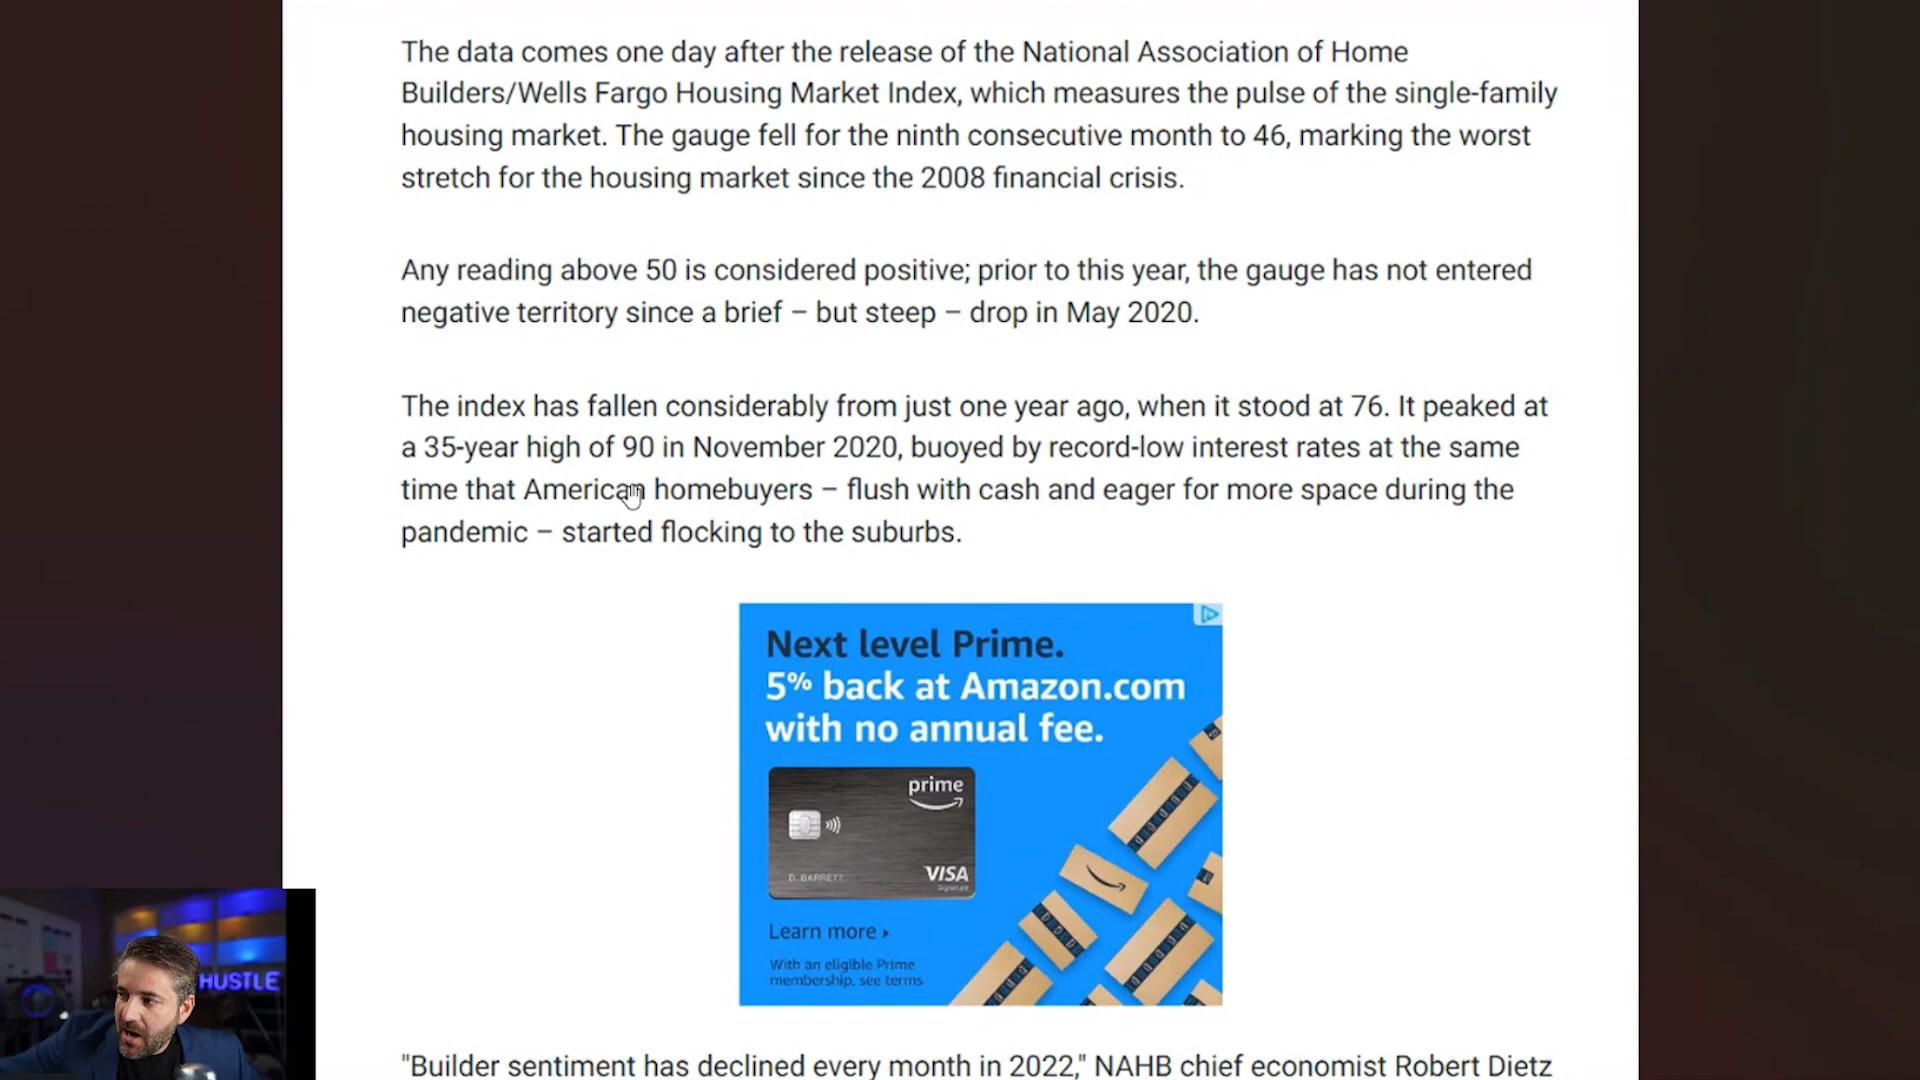 The data comes one day after the release of the National Association of Home
Builders/Wells Fargo Housing Market Index, which measures the pulse of the single-family
housing market. The gauge fell for the ninth consecutive month to 46, marking the worst
stretch for the housing market since the 2008 financial crisis.
Any reading above 50 is considered positive; prior to this year, the gauge has not entered
negative territory since a brief – but steep – drop in May 2020.
The index has fallen considerably from just one year ago, when it stood at 76. It peaked at
a 35-year high of 90 in November 2020, buoyed by record-low interest rates at the same
time that American homebuyers – flush with cash and eager for more space during the
pandemic – started flocking to the suburbs.
Next level Prime.
5% back at Amazon.com
with no annual fee.
prime
D. BARRETT
VISA
Signature
Learn more
With an eligible Prime
membership, see terms
HUSTLE
"Builder sentiment has declined every month in 2022," NAHB chief economist Robert Dietz